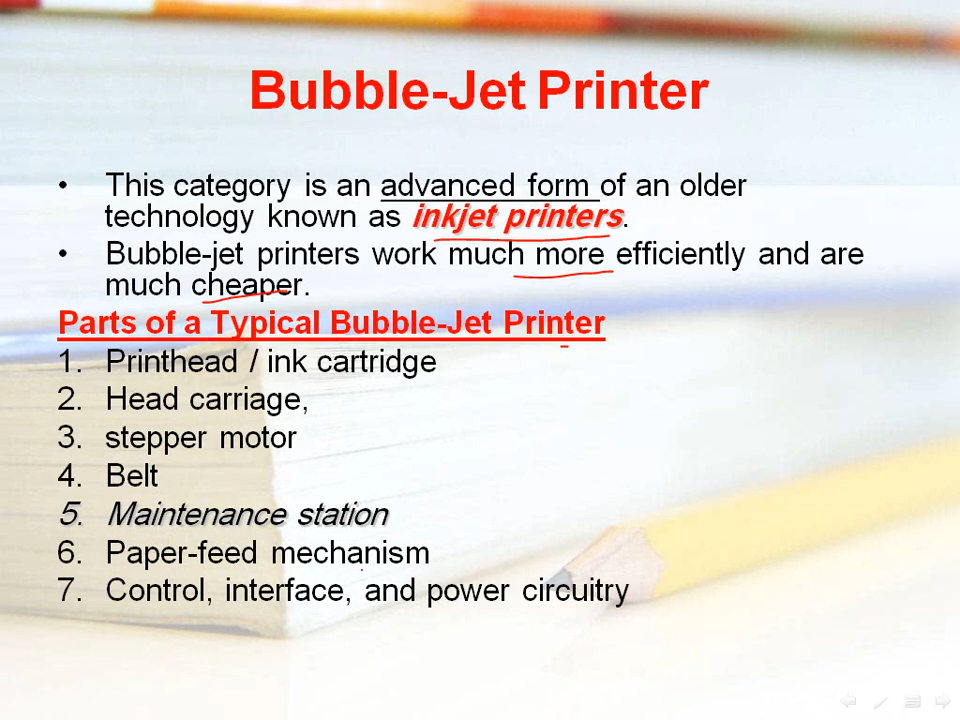 Bubble-Jet Printer
• This category is an advanced form of an older
technology known as inkjet printers.
• Bubble-jet printers work much more efficiently and are
much cheaper.
Parts of a Typical Bubble-Jet Printer
1. Printhead / ink cartridge
2. Head carriage,
3. stepper motor
4. Belt
5. Maintenance station
6. Paper-feed mechanism
7. Control, interface, and power circuitry